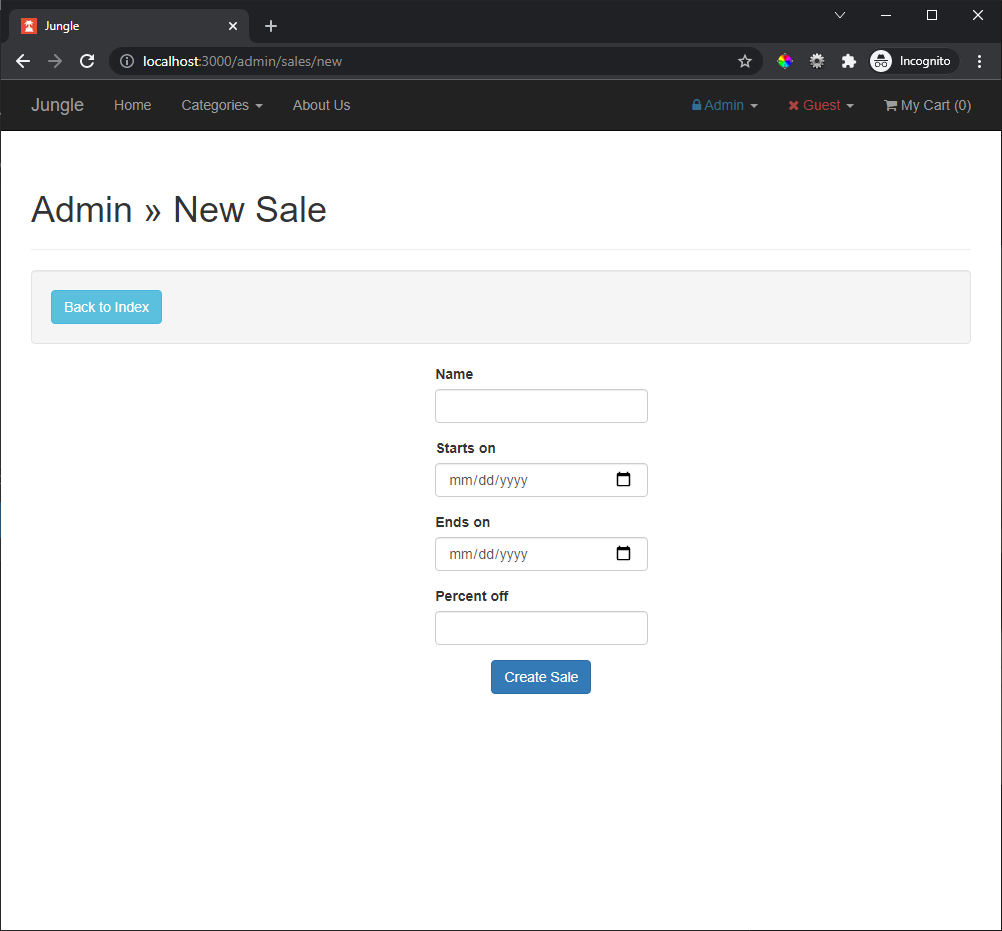 Jungle
localhost:3000/admin/sales/new
Incognito
Jungle Home Categories About Us Admin Guest My Cart (0)
Admin » New Sale
Back to Index
Name
Starts on
mm/dd/yyyy
Ends on
mm/dd/yyyy
Percent off
Create Sale